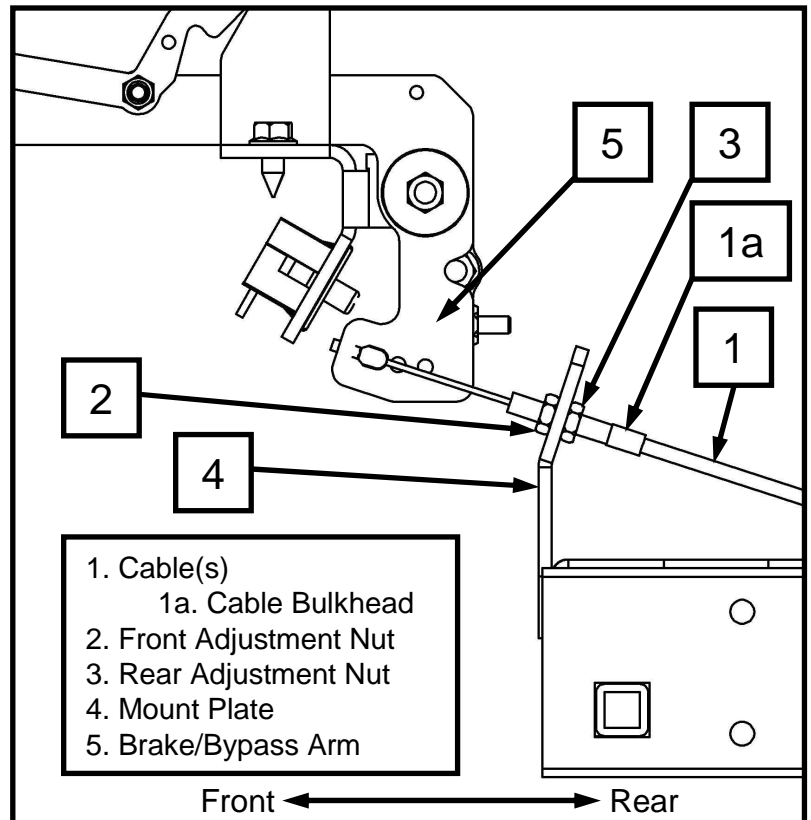 5
3
1a
1
2
4
1. Cable(s)
1a. Cable Bulkhead
2. Front Adjustment Nut
3. Rear Adjustment Nut
4. Mount Plate
5. Brake/Bypass Arm
Front Rear